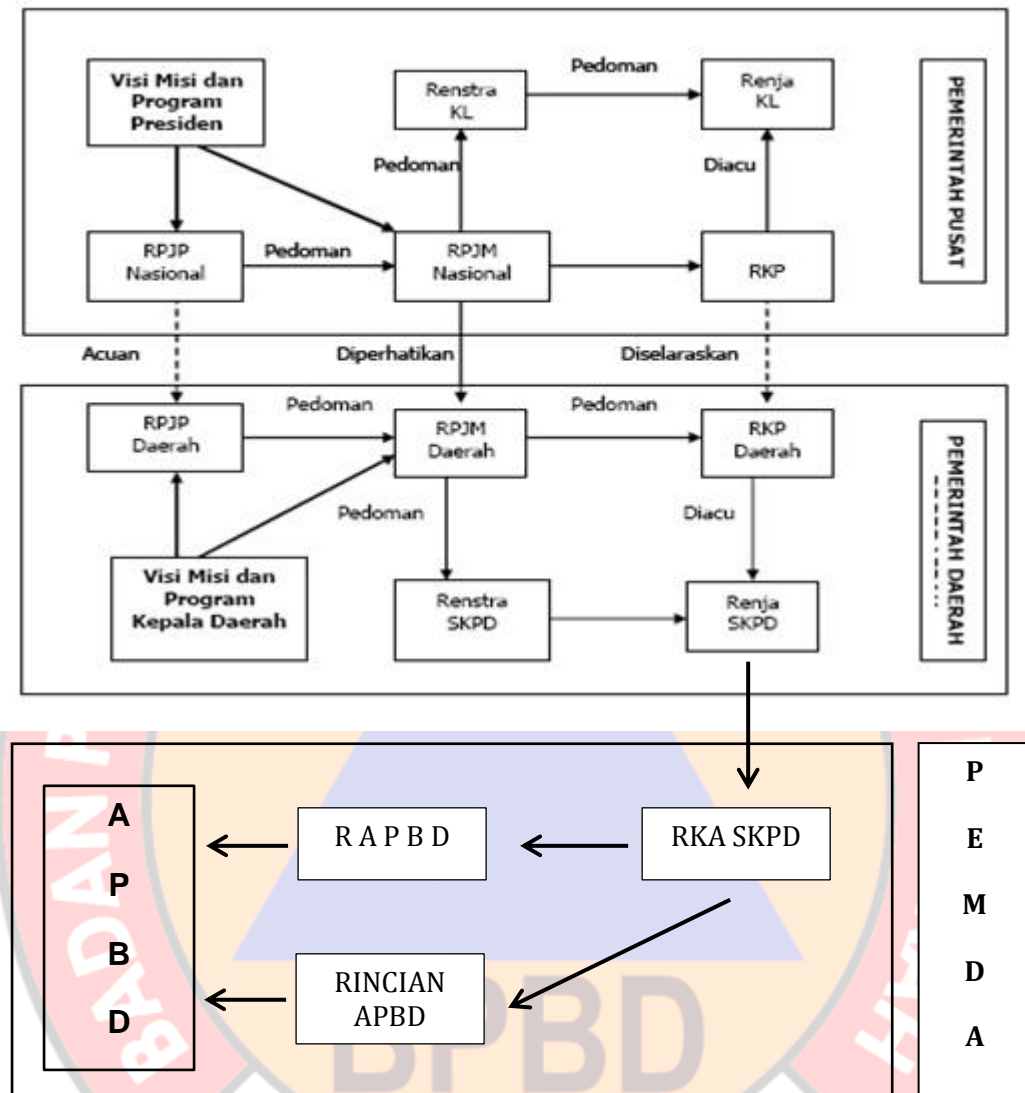 Visi Misi dan
Program
Presiden
Renstra
KL
Pedoman
Renja
KL
PEMERINTAH PUSAT
Pedoman
Diacu
RPJP
Nasional
Pedoman
RPJM
Nasional
RKP
Acuan
Diperhatikan
Diselaraskan
RPJP
Daerah
Pedoman
RPJM
Daerah
Pedoman
RKP
Daerah
PEMERINTAH DAERAH
Pedoman
Diacu
Visi Misi dan
Program
Kepala Daerah
Renstra
SKPD
Renja
SKPD
A
P
B
D
R A P B D
RKA SKPD
RINCIAN
APBD
P
E
M
D
A
BADAN P
BPBD
AH